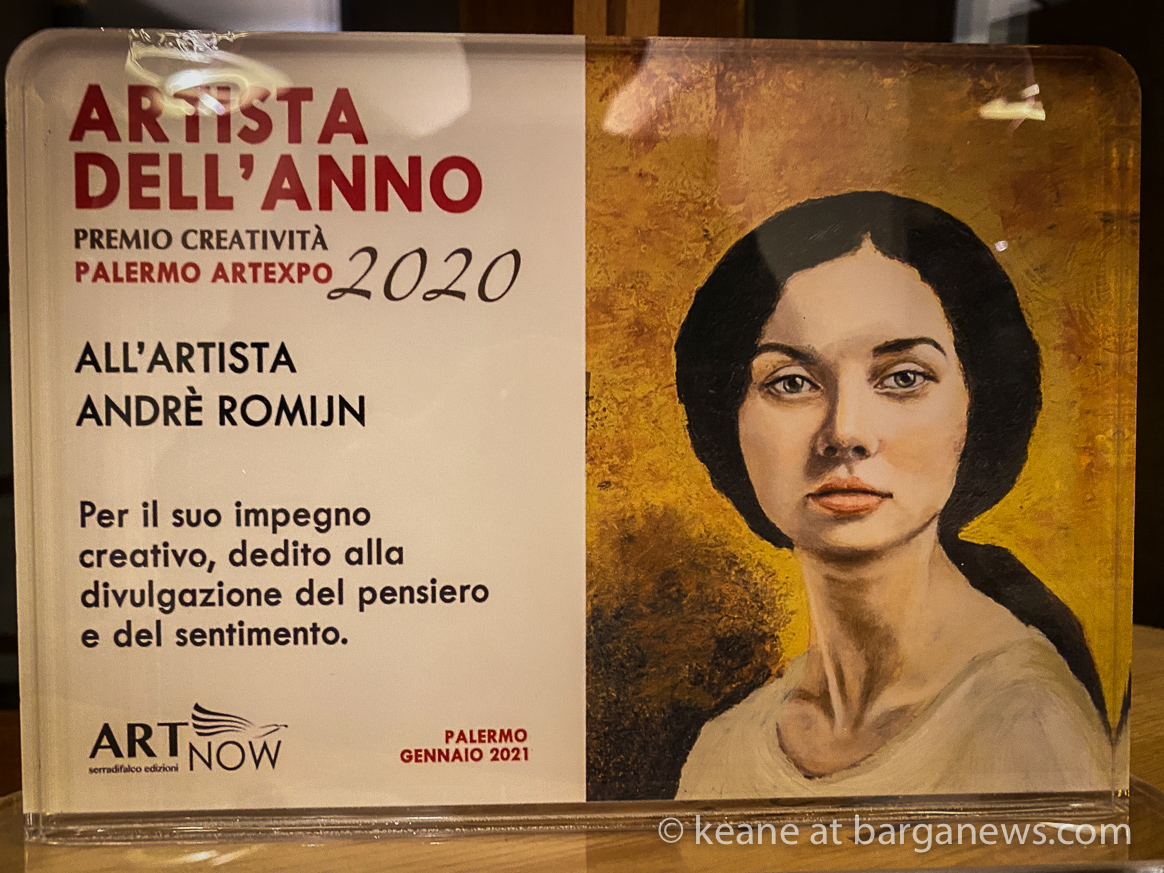 ARTISTA
DELL'ANNO
PREMIO CREATIVITÀ
PALERMO ARTEXPO 2020
ALL'ARTISTA
ANDRÈ ROMIJN
Per il suo impegno
creativo, dedito alla
divulgazione del pensiero
e del sentimento.
ART NOW
serradifalco edizioni
PALERMO
GENNAIO 2021
© keane at barganews.com